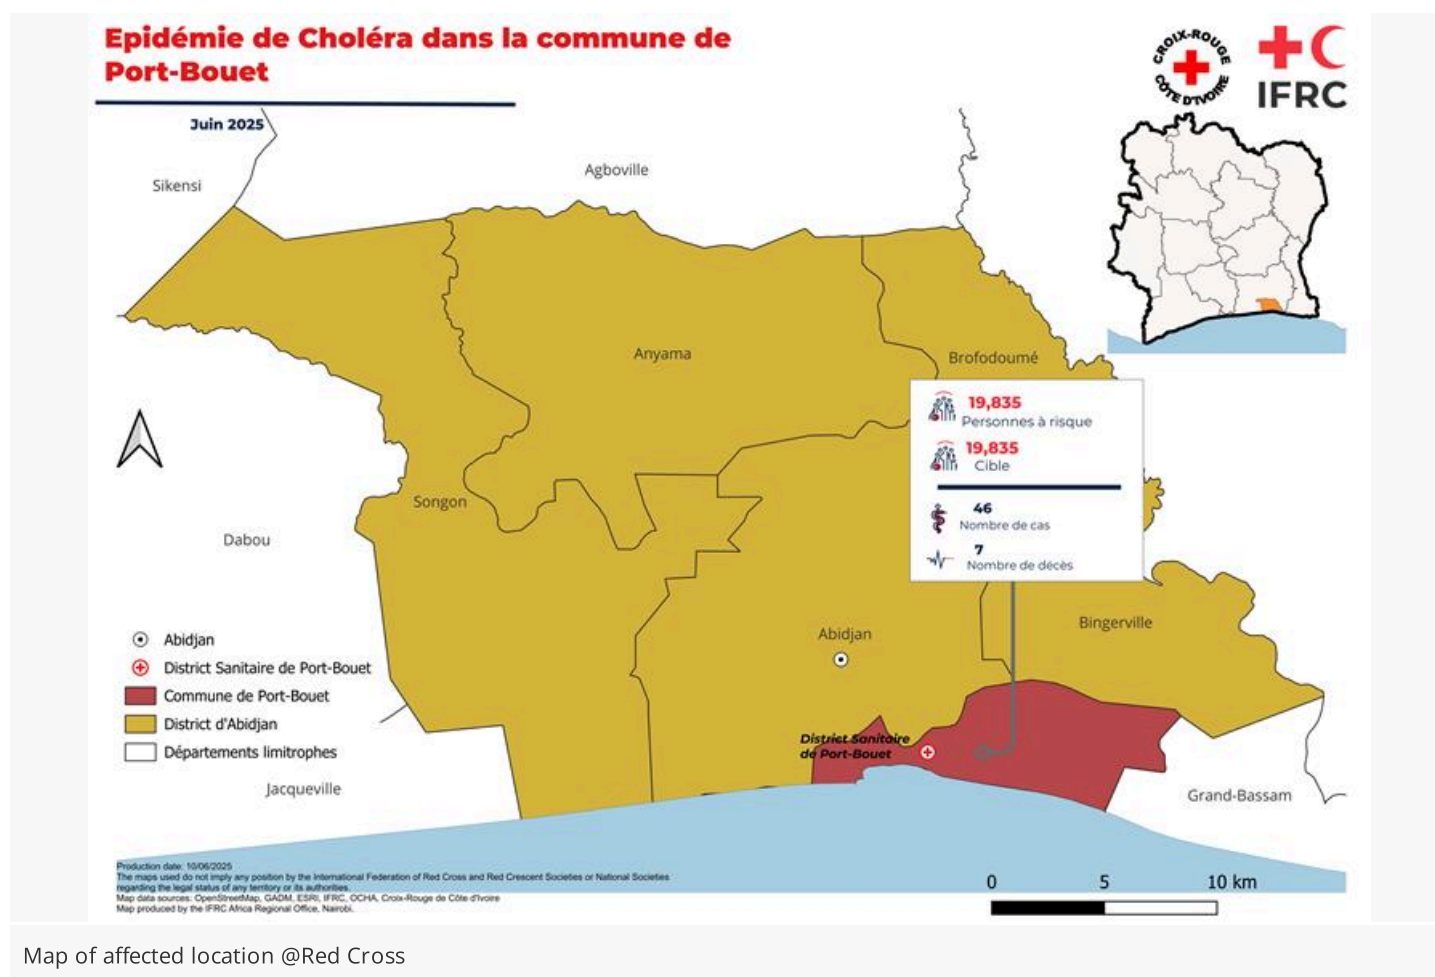 Epidémie de Choléra dans la commune de
Port-Bouet
Juin 2025
CROIX-ROUGE
CÔTE D'IVOIRE
IFRC
Sikensi
Agboville
Anyama
Brofodoumé
19,835
Personnes à risque
19,835
Cible
46
Nombre de cas
7
Nombre de décès
Songon
Dabou
Abidjan
Bingerville
Abidjan
District Sanitaire de Port-Bouet
Commune de Port-Bouet
District d'Abidjan
Départements limitrophes
District Sanitaire
de Port-Bouet
Jacqueville
Grand-Bassam
Production date: 10/06/2025
The maps used do not imply any position by the International Federation of Red Cross and Red Crescent Societies or National Societies
regarding the legal status of any territory or its authorities.
Map data sources: OpenStreetMap, GADM, ESRI, IFRC, OCHA, Croix-Rouge de Côte d'Ivoire
Map produced by the IFRC Africa Regional Office, Nairobi.
0 5 10 km
Map of affected location @Red Cross